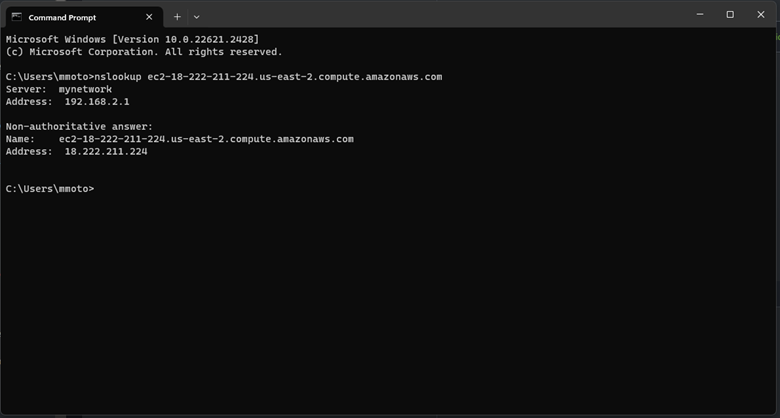 Command Prompt
Microsoft Windows [Version 10.0.22621.2428]
(c) Microsoft Corporation. All rights reserved.
C:\Users\mmoto>nslookup ec2-18-222-211-224.us-east-2.compute.amazonaws.com
Server:  mynetwork
Address:  192.168.2.1
Non-authoritative answer:
Name:    ec2-18-222-211-224.us-east-2.compute.amazonaws.com
Address:  18.222.211.224
C:\Users\mmoto>